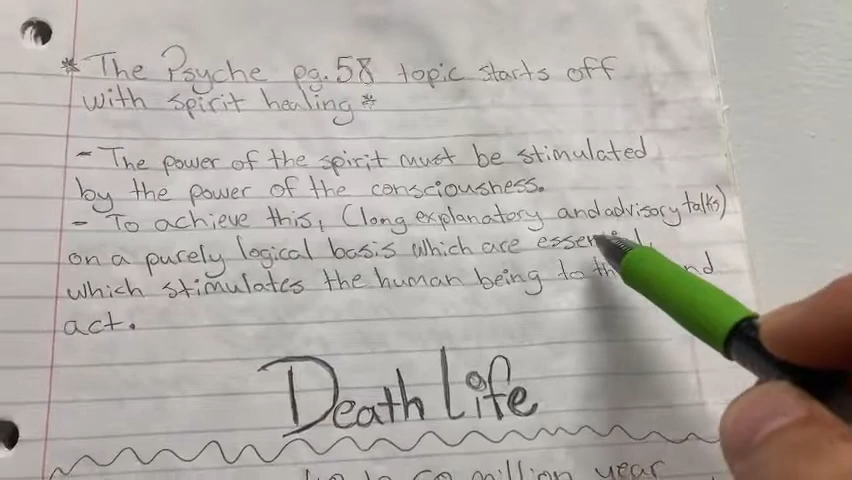 * The Psyche pg. 58 topic starts off
with spirit healing *
- The power of the spirit must be stimulated
by the power of the consciousness.
- To achieve this, (long explanatory and advisory talks)
on a purely logical basis which are
which stimulates the human being to
act.
Death Life
million year